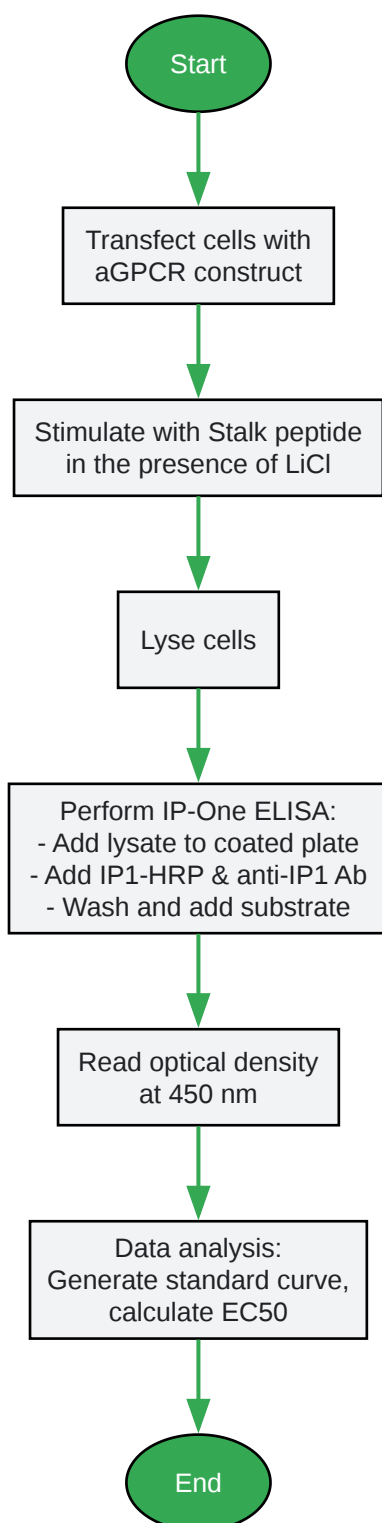 Start
Transfect cells with
aGPCR construct
Stimulate with Stalk peptide
in the presence of LiCl
Lyse cells
Perform IP-One ELISA:
- Add lysate to coated plate
- Add IP1-HRP & anti-IP1 Ab
- Wash and add substrate
Read optical density
at 450 nm
Data analysis:
Generate standard curve,
calculate EC50
End